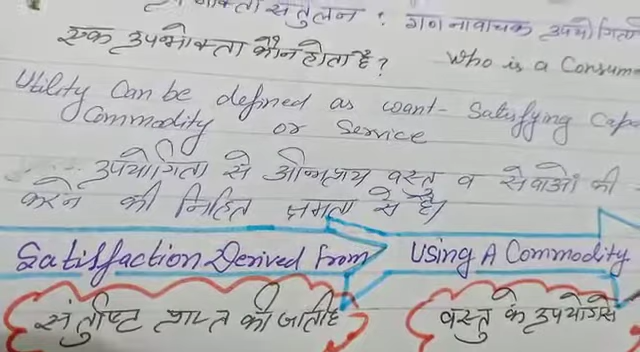 संतुलन : गणनावाचक उपयोगिता
एक उपभोक्ता कौन होता है? Who is a Consum
Utility Can be defined as want- Satisfying Capa
Commodity or Service
उपयोगिता से अभिप्राय वस्तु व सेवाओं की
करने की निहित क्षमता से है।
Satisfaction Derived From Using A Commodity
संतुष्टि प्राप्त की जाती है वस्तु के उपयोग से